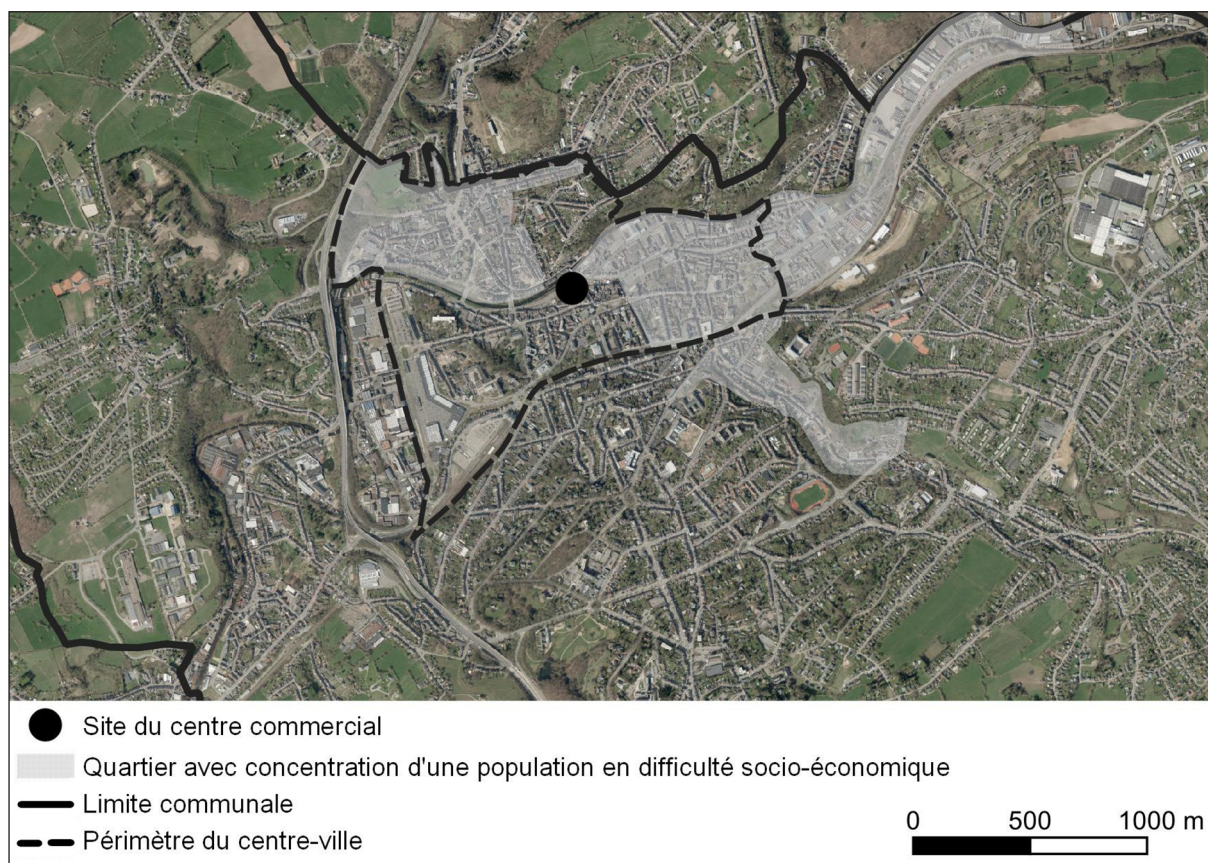 Site du centre commercial
Quartier avec concentration d'une population en difficulté socio-économique
Limite communale
Périmètre du centre-ville
0 500 1000 m